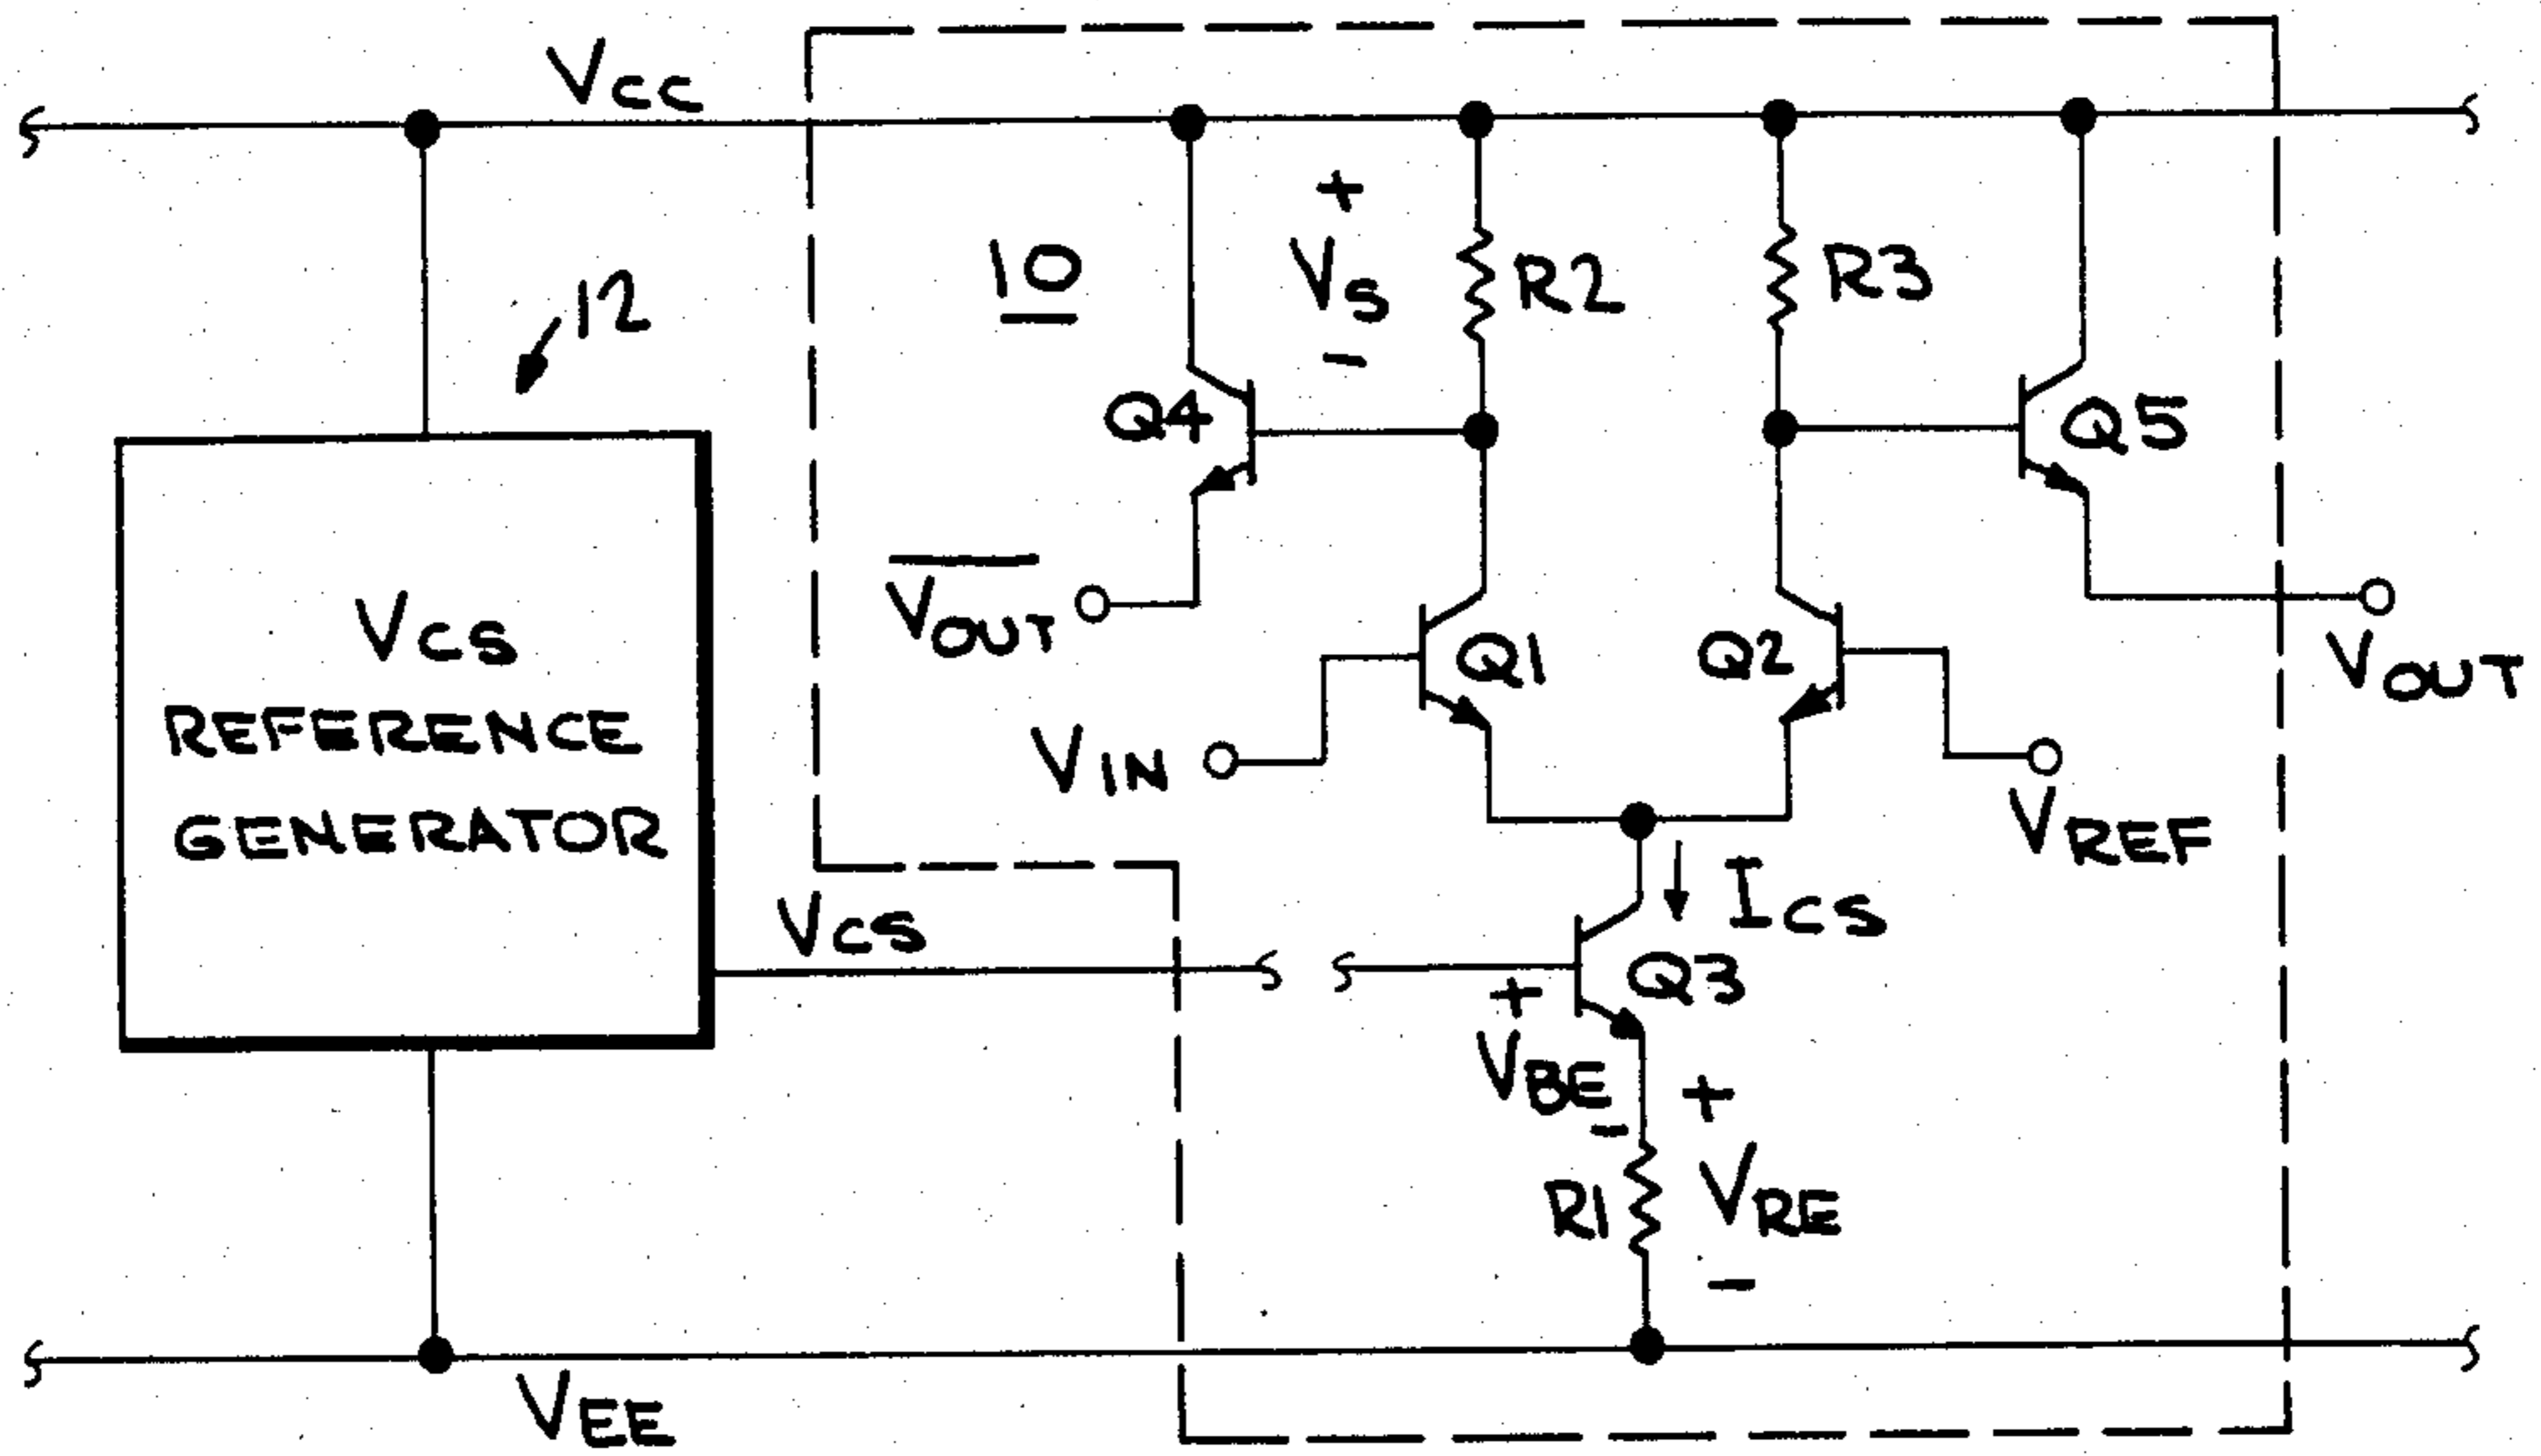 VCC
+
VS
-
10
R2
R3
12
Q4
Q5
VCS
REFERENCE
GENERATOR
V̅O̅U̅T̅
Q1
Q2
VOUT
VIN
VREF
ICS
VCS
Q3
+
VBE
-
+
VRE
-
R1
VEE